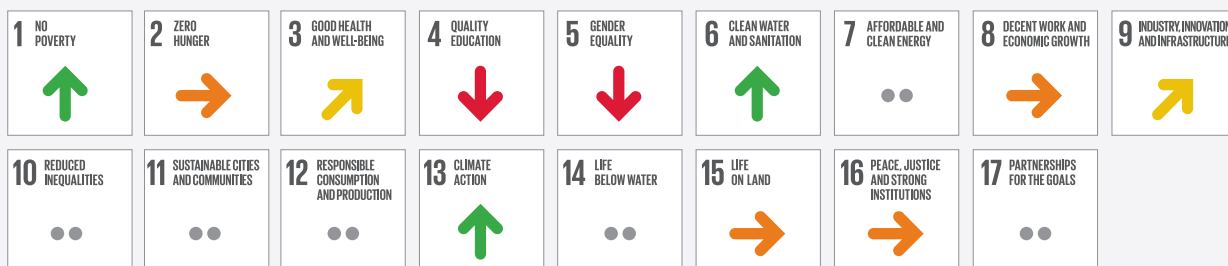 1 NO POVERTY
2 ZERO HUNGER
3 GOOD HEALTH AND WELL-BEING
4 QUALITY EDUCATION
5 GENDER EQUALITY
6 CLEAN WATER AND SANITATION
7 AFFORDABLE AND CLEAN ENERGY
8 DECENT WORK AND ECONOMIC GROWTH
9 INDUSTRY, INNOVATION AND INFRASTRUCTURE
10 REDUCED INEQUALITIES
11 SUSTAINABLE CITIES AND COMMUNITIES
12 RESPONSIBLE CONSUMPTION AND PRODUCTION
13 CLIMATE ACTION
14 LIFE BELOW WATER
15 LIFE ON LAND
16 PEACE, JUSTICE AND STRONG INSTITUTIONS
17 PARTNERSHIPS FOR THE GOALS